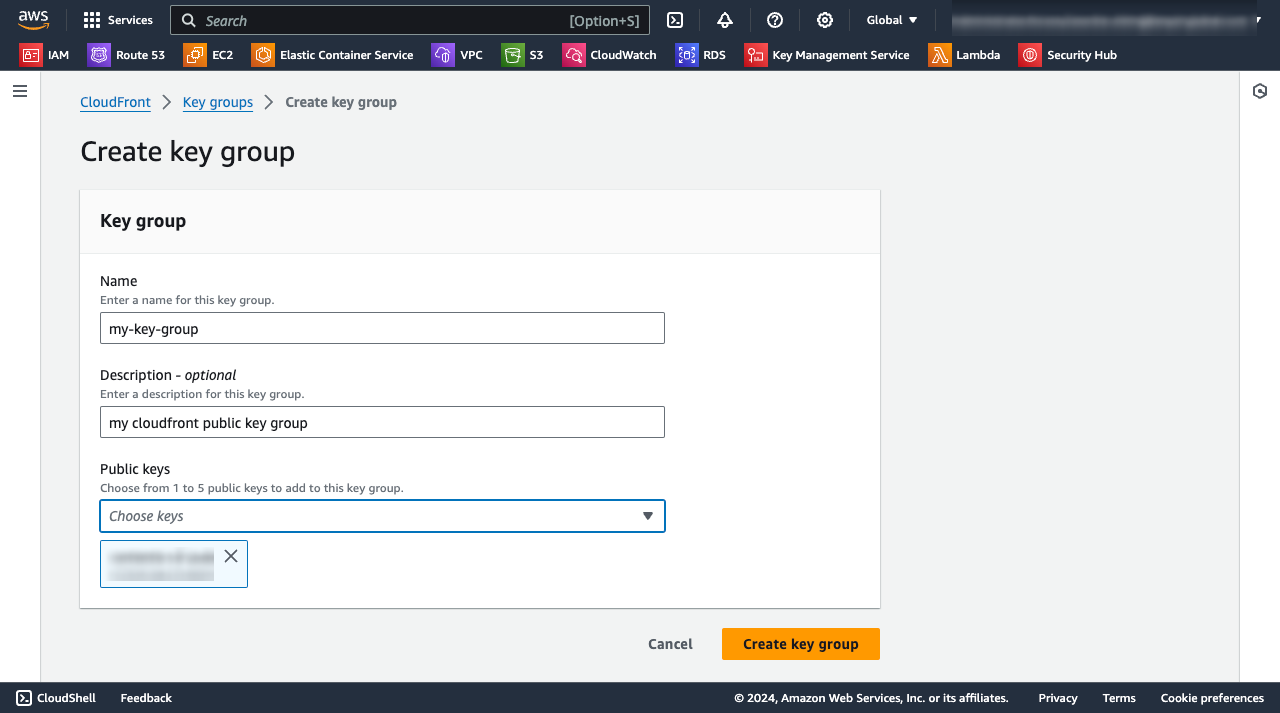 aws Services Search [Option+S] Global
IAM Route 53 EC2 Elastic Container Service VPC S3 CloudWatch RDS Key Management Service Lambda Security Hub
CloudFront Key groups Create key group
Create key group
Key group
Name
Enter a name for this key group.
my-key-group
Description - optional
Enter a description for this key group.
my cloudfront public key group
Public keys
Choose from 1 to 5 public keys to add to this key group.
Choose keys
Cancel Create key group
CloudShell Feedback © 2024, Amazon Web Services, Inc. or its affiliates. Privacy Terms Cookie preferences